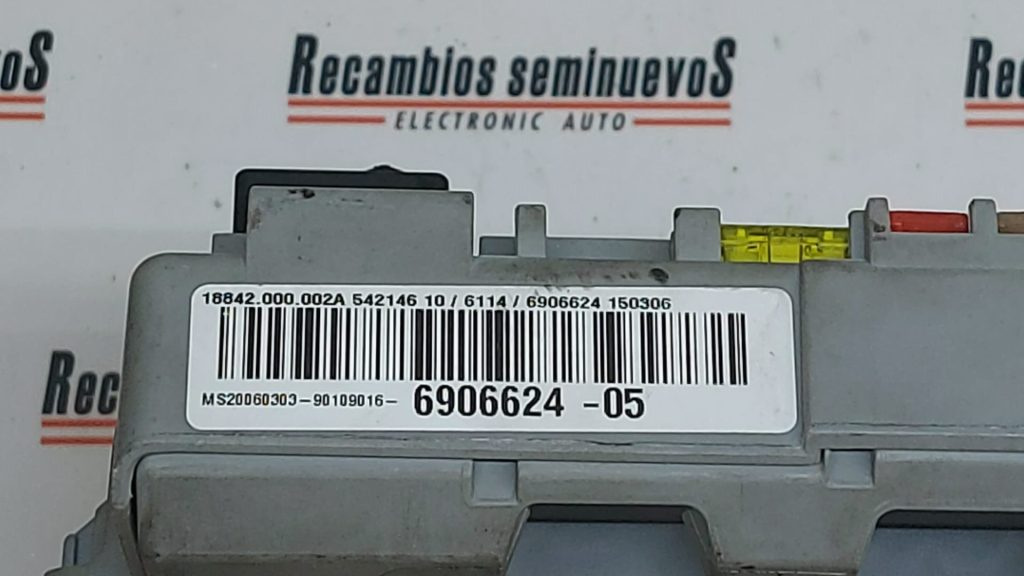 Recambios seminuevoS
ELECTRONIC AUTO
18842.000.002A 542146 10 / 6114 / 6906624 150306
MS20060303-90109016- 6906624 -05